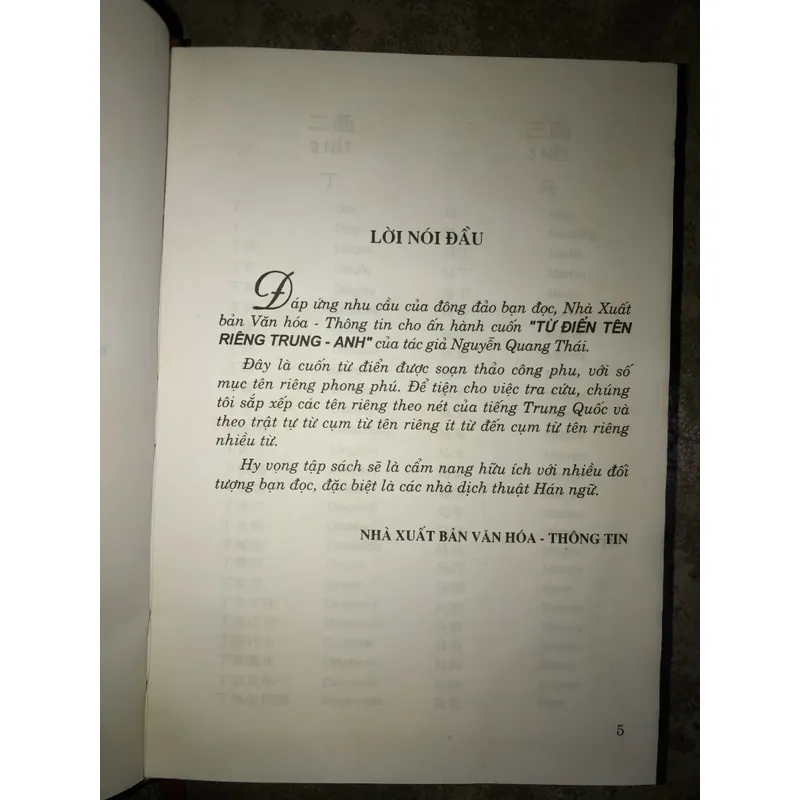 LỜI NÓI ĐẦU
Đáp ứng nhu cầu của đông đảo bạn đọc, Nhà Xuất
bản Văn hóa - Thông tin cho ấn hành cuốn "TỪ ĐIỂN TÊN
RIÊNG TRUNG - ANH" của tác giả Nguyễn Quang Thái.
Đây là cuốn từ điển được soạn thảo công phu, với số
mục tên riêng phong phú. Để tiện cho việc tra cứu, chúng
tôi sắp xếp các tên riêng theo nét của tiếng Trung Quốc và
theo trật tự từ cụm từ tên riêng ít từ đến cụm từ tên riêng
nhiều từ.
Hy vọng tập sách sẽ là cẩm nang hữu ích với nhiều đối
tượng bạn đọc, đặc biệt là các nhà dịch thuật Hán ngữ.
NHÀ XUẤT BẢN VĂN HÓA - THÔNG TIN
5